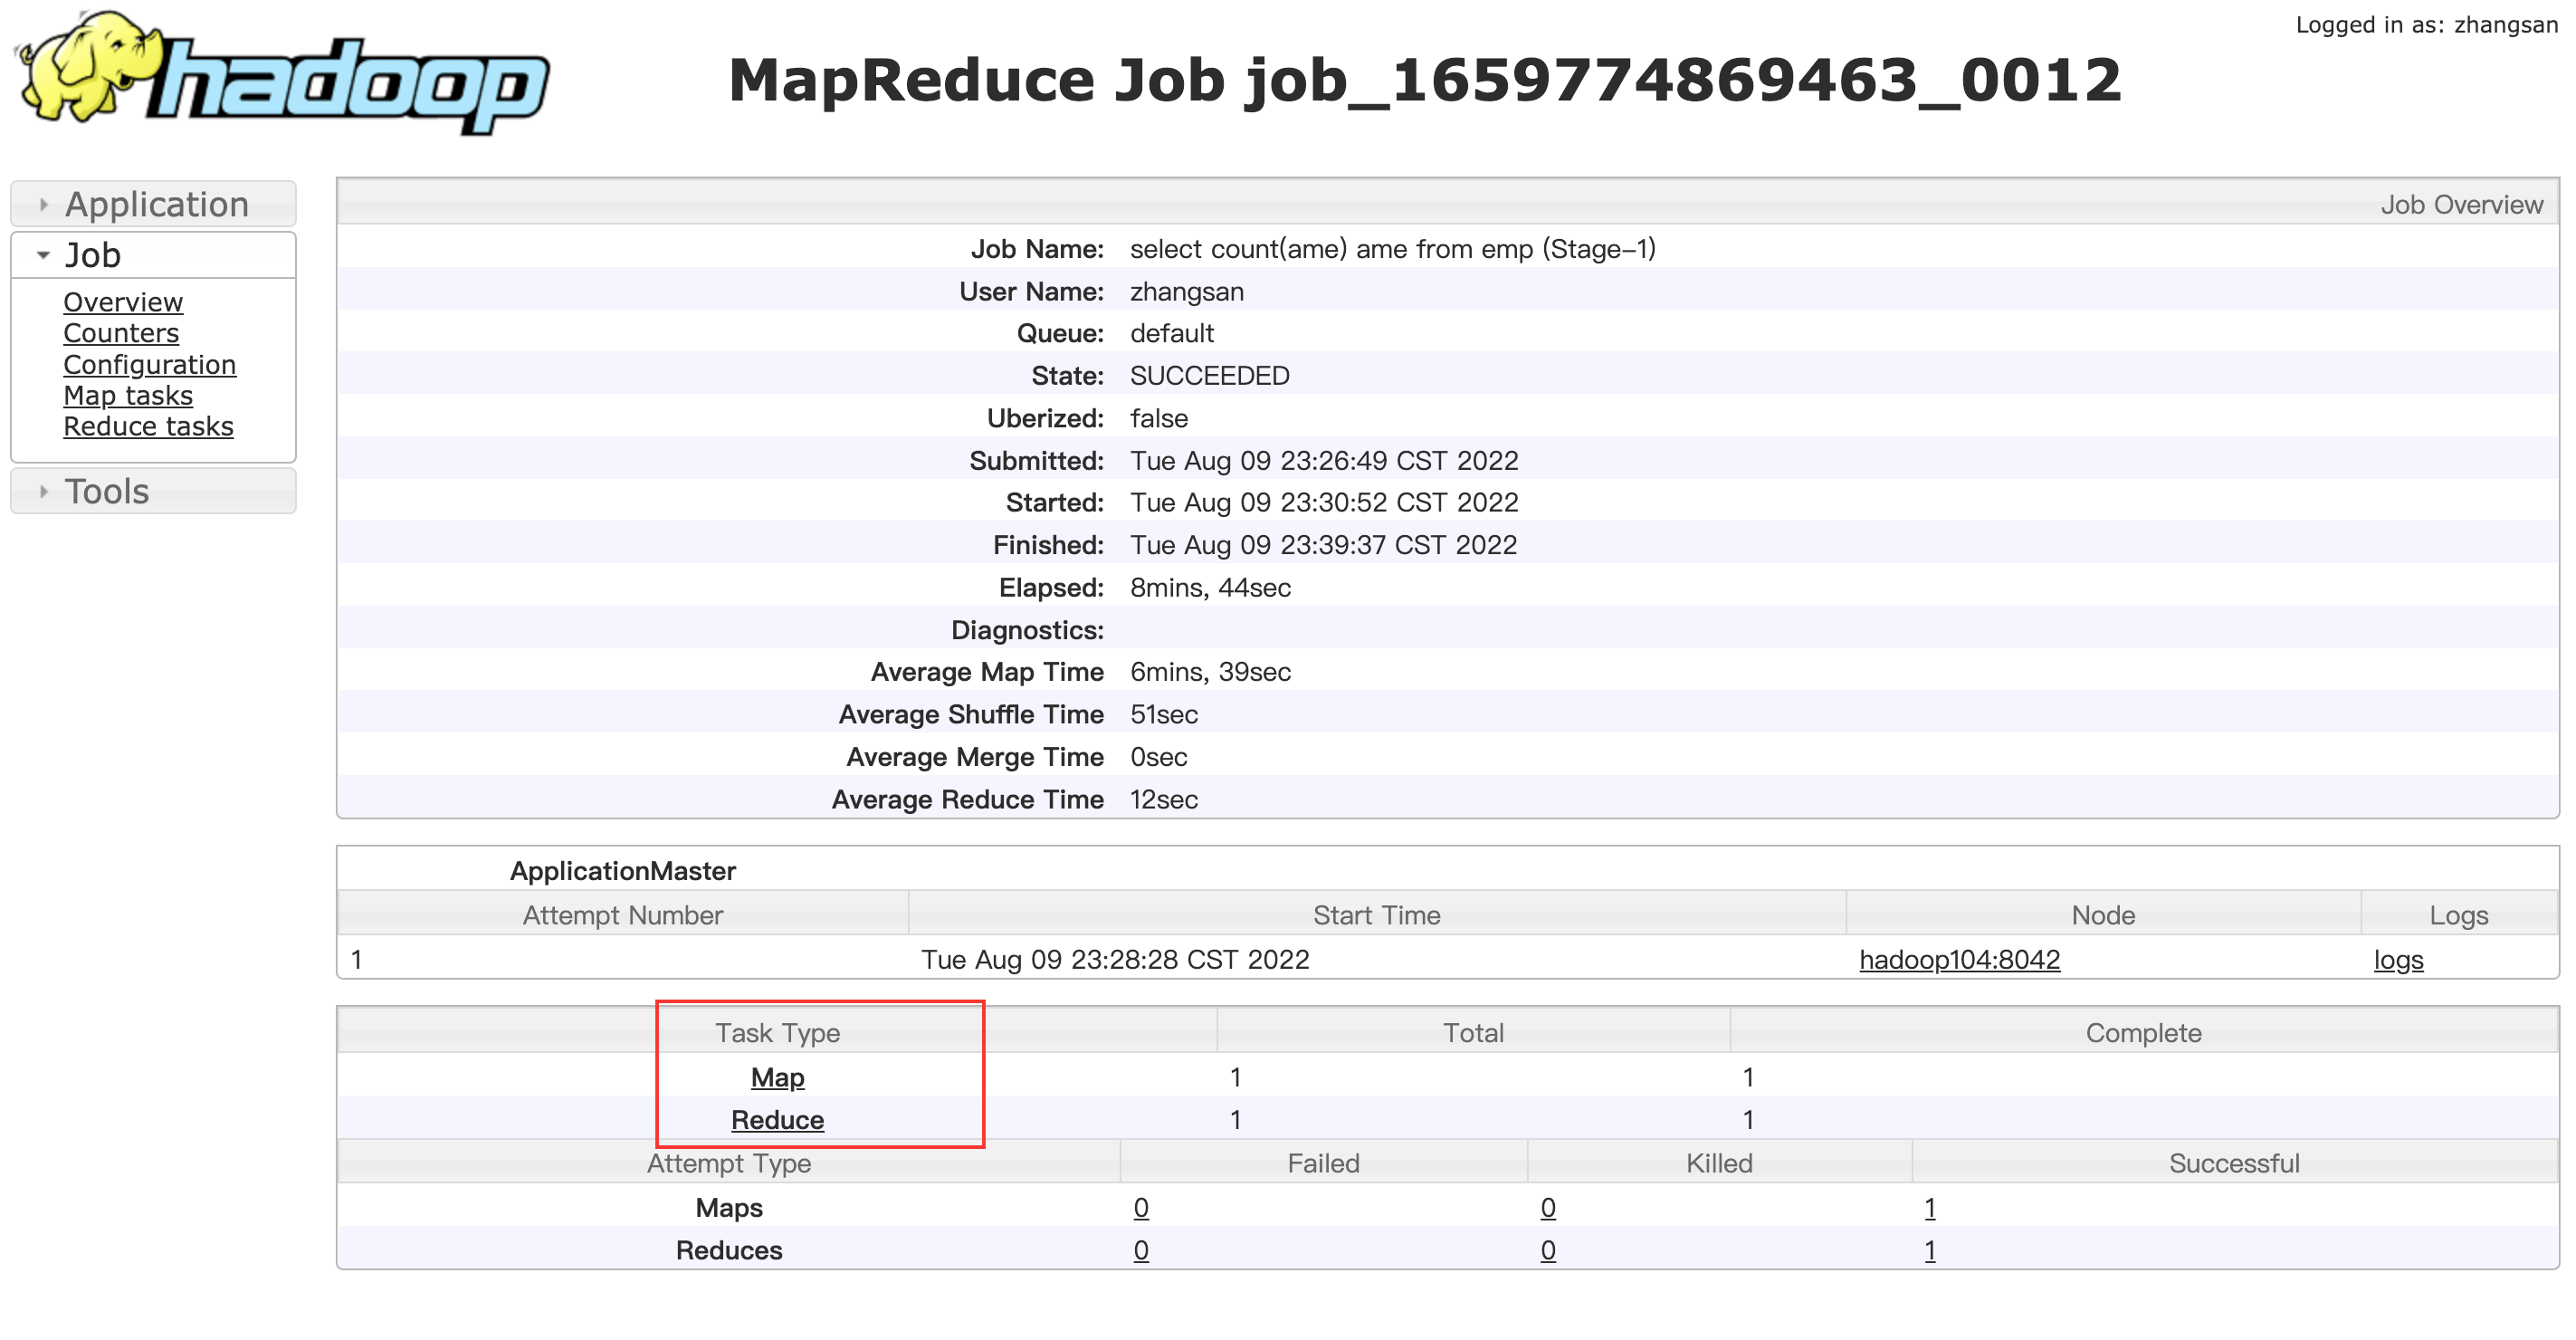 hadoop
Logged in as: zhangsan
MapReduce Job job_1659774869463_0012
Application
Job
Overview
Counters
Configuration
Map tasks
Reduce tasks
Tools
Job Overview
Job Name: select count(ame) ame from emp (Stage-1)
User Name: zhangsan
Queue: default
State: SUCCEEDED
Uberized: false
Submitted: Tue Aug 09 23:26:49 CST 2022
Started: Tue Aug 09 23:30:52 CST 2022
Finished: Tue Aug 09 23:39:37 CST 2022
Elapsed: 8mins, 44sec
Diagnostics:
Average Map Time 6mins, 39sec
Average Shuffle Time 51sec
Average Merge Time 0sec
Average Reduce Time 12sec
ApplicationMaster
Attempt Number Start Time Node Logs
1 Tue Aug 09 23:28:28 CST 2022 hadoop104:8042 logs
Task Type Total Complete
Map 1 1
Reduce 1 1
Attempt Type Failed Killed Successful
Maps 0 0 1
Reduces 0 0 1